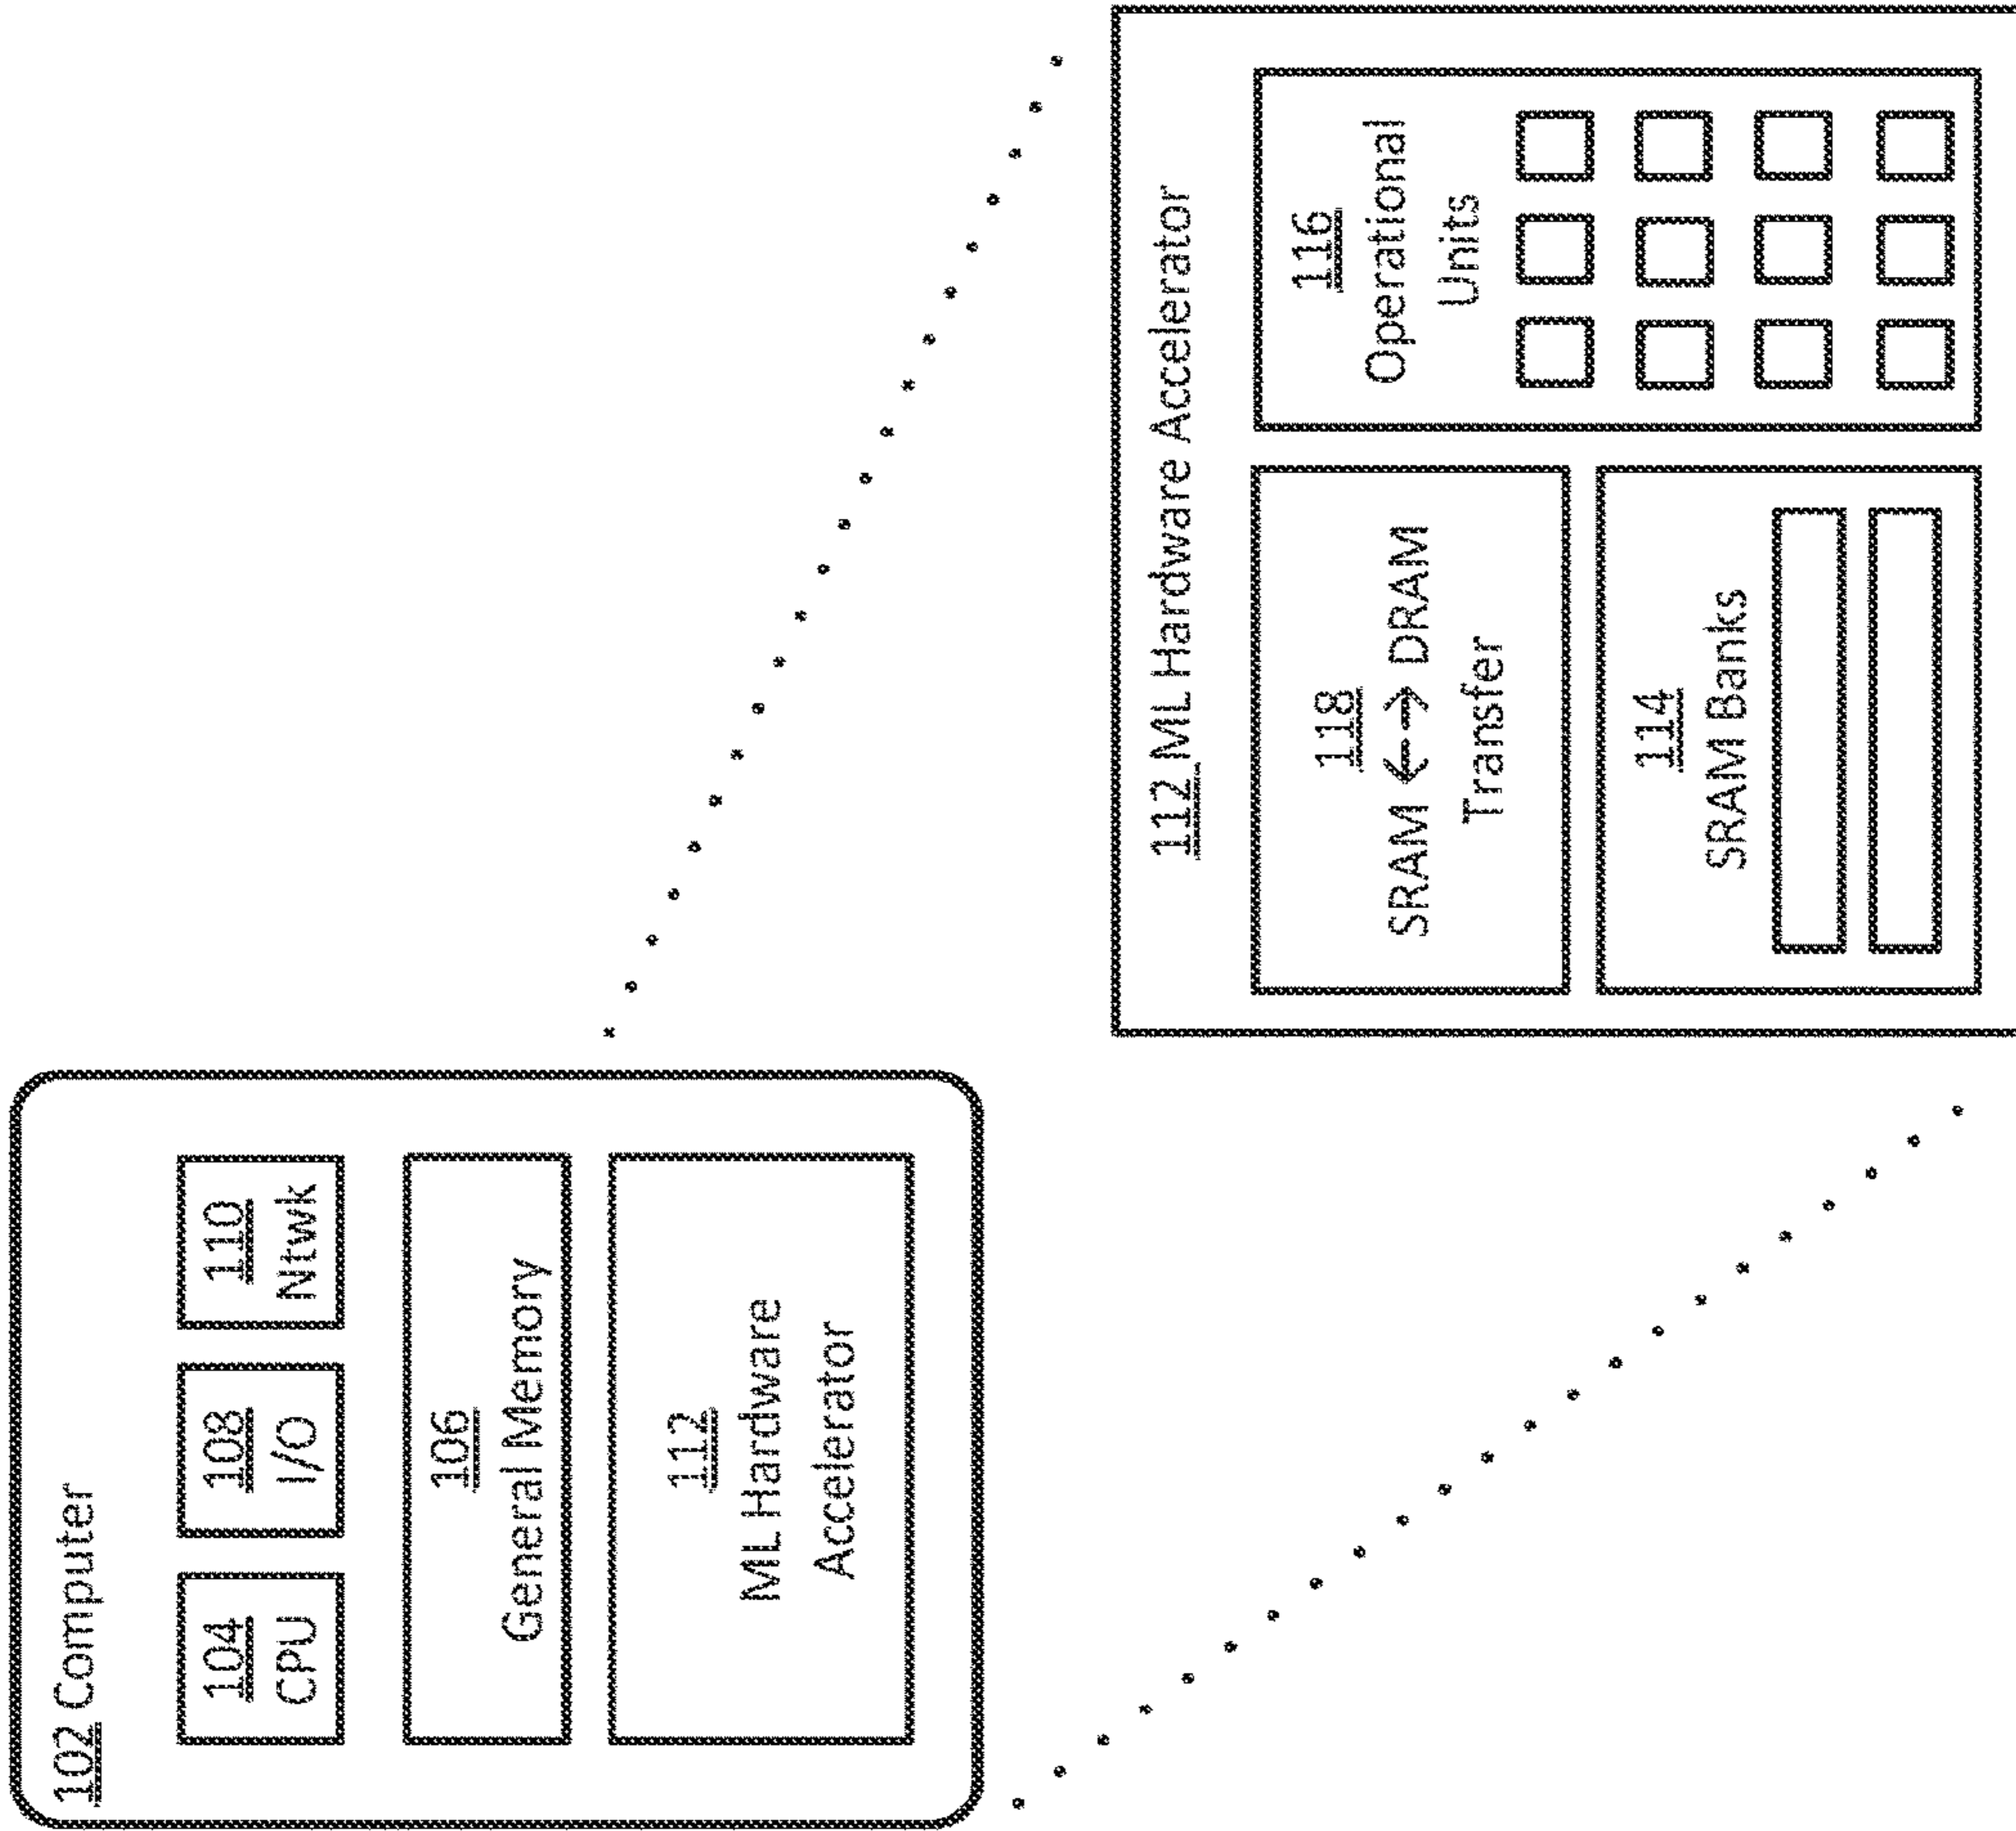 102 Computer
104
CPU
108
I/O
110
Ntwk
106
General Memory
112
ML Hardware
Accelerator
112 ML Hardware Accelerator
118
SRAM <--> DRAM
Transfer
114
SRAM Banks
116
Operational
Units